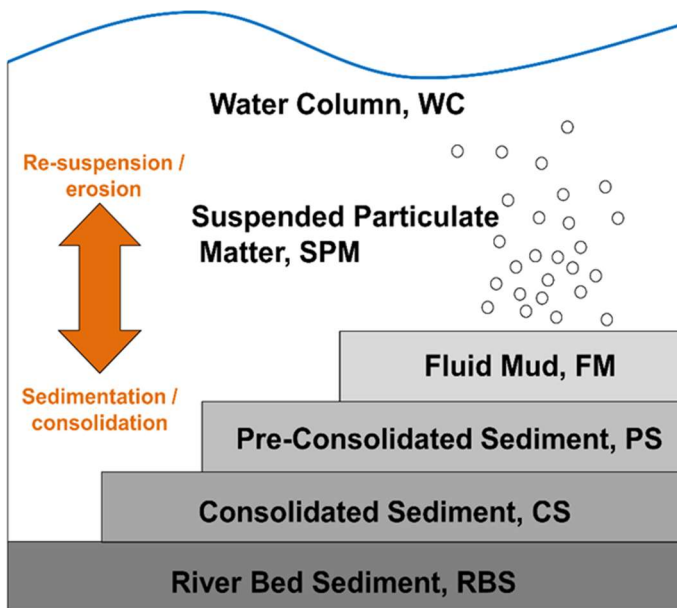 Water Column, WC
Re-suspension /
erosion
Suspended Particulate
Matter, SPM
Fluid Mud, FM
Sedimentation /
consolidation
Pre-Consolidated Sediment, PS
Consolidated Sediment, CS
River Bed Sediment, RBS